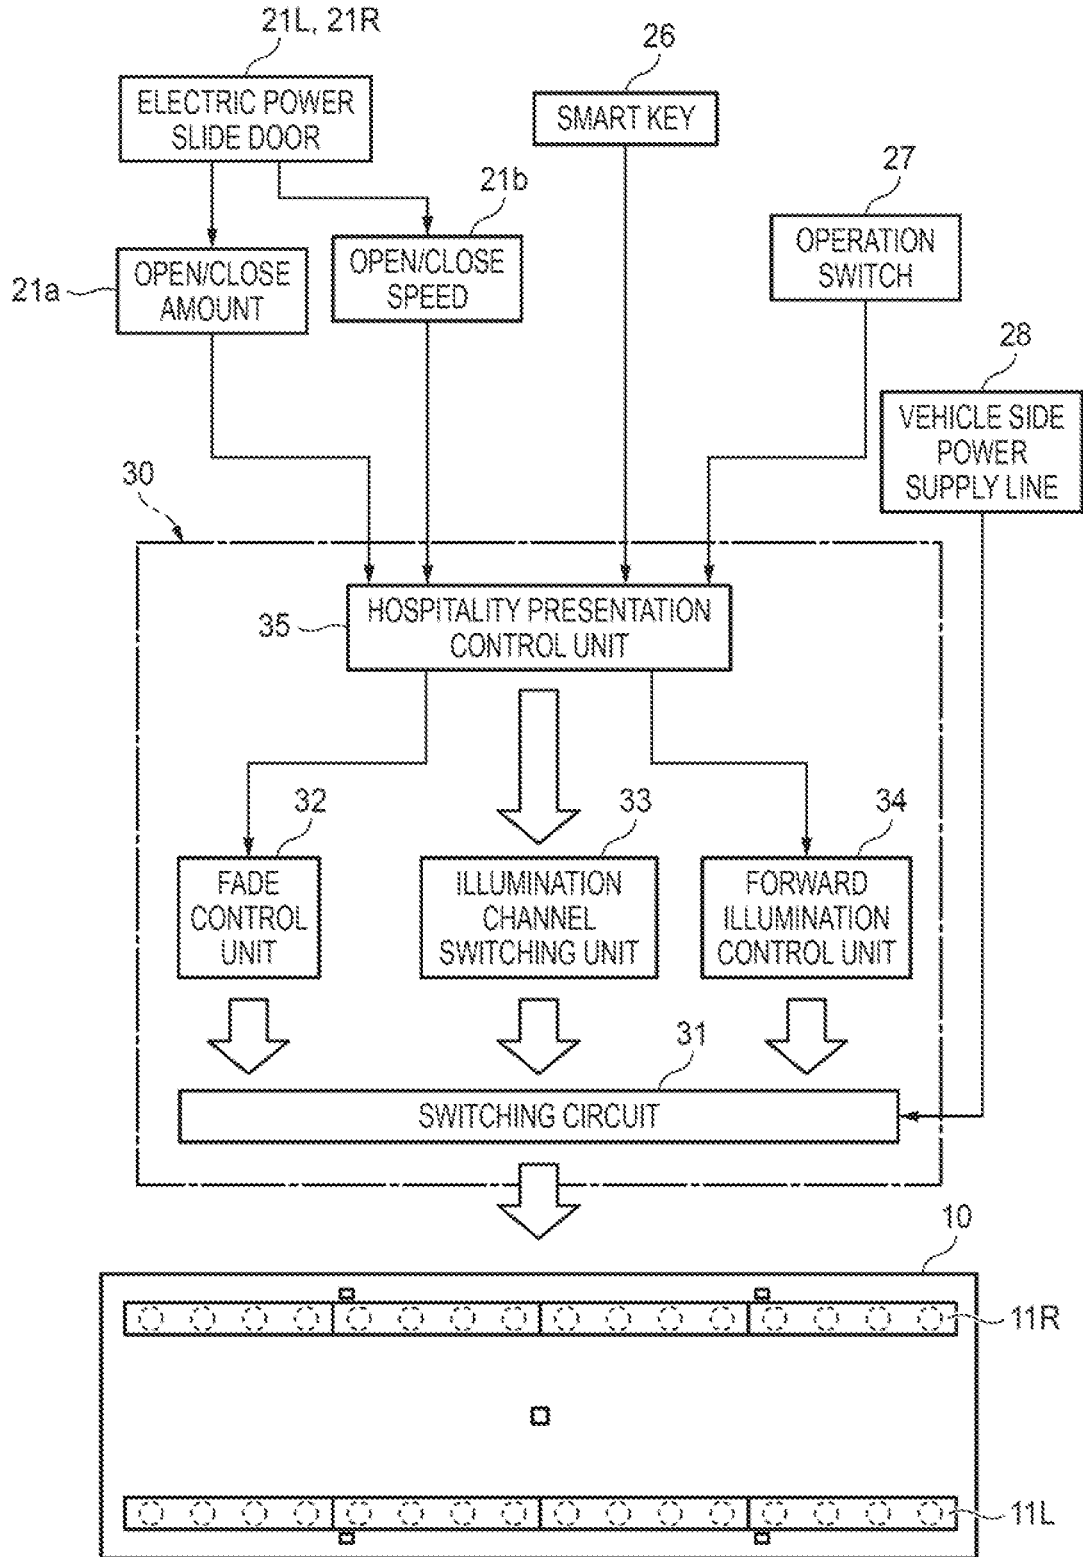 21L, 21R
ELECTRIC POWER
SLIDE DOOR
26
SMART KEY
21b
27
OPEN/CLOSE
AMOUNT
21a
OPEN/CLOSE
SPEED
OPERATION
SWITCH
28
VEHICLE SIDE
POWER
SUPPLY LINE
30
HOSPITALITY PRESENTATION
CONTROL UNIT
35
32
33
34
FADE
CONTROL
UNIT
ILLUMINATION
CHANNEL
SWITCHING UNIT
FORWARD
ILLUMINATION
CONTROL UNIT
31
SWITCHING CIRCUIT
10
11R
11L